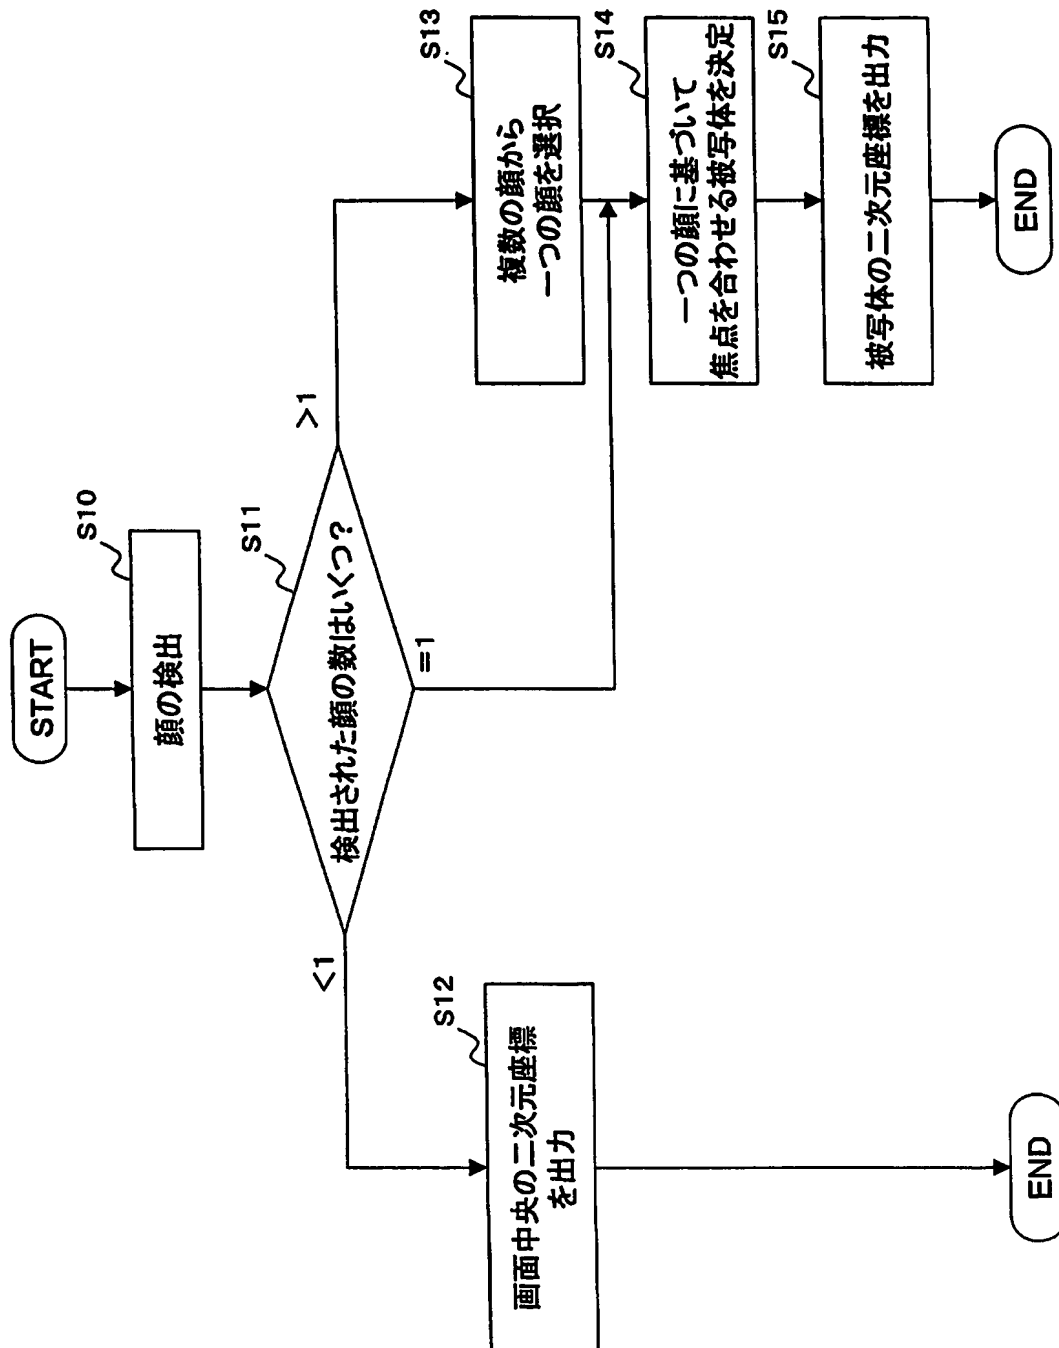 START
S10
顔の検出
S11
検出された顔の数はいくつ?
<1
=1
>1
S12
画面中央の二次元座標
を出力
END
S13
複数の顔から
一つの顔を選択
S14
一つの顔に基づいて
焦点を合わせる被写体を決定
S15
被写体の二次元座標を出力
END